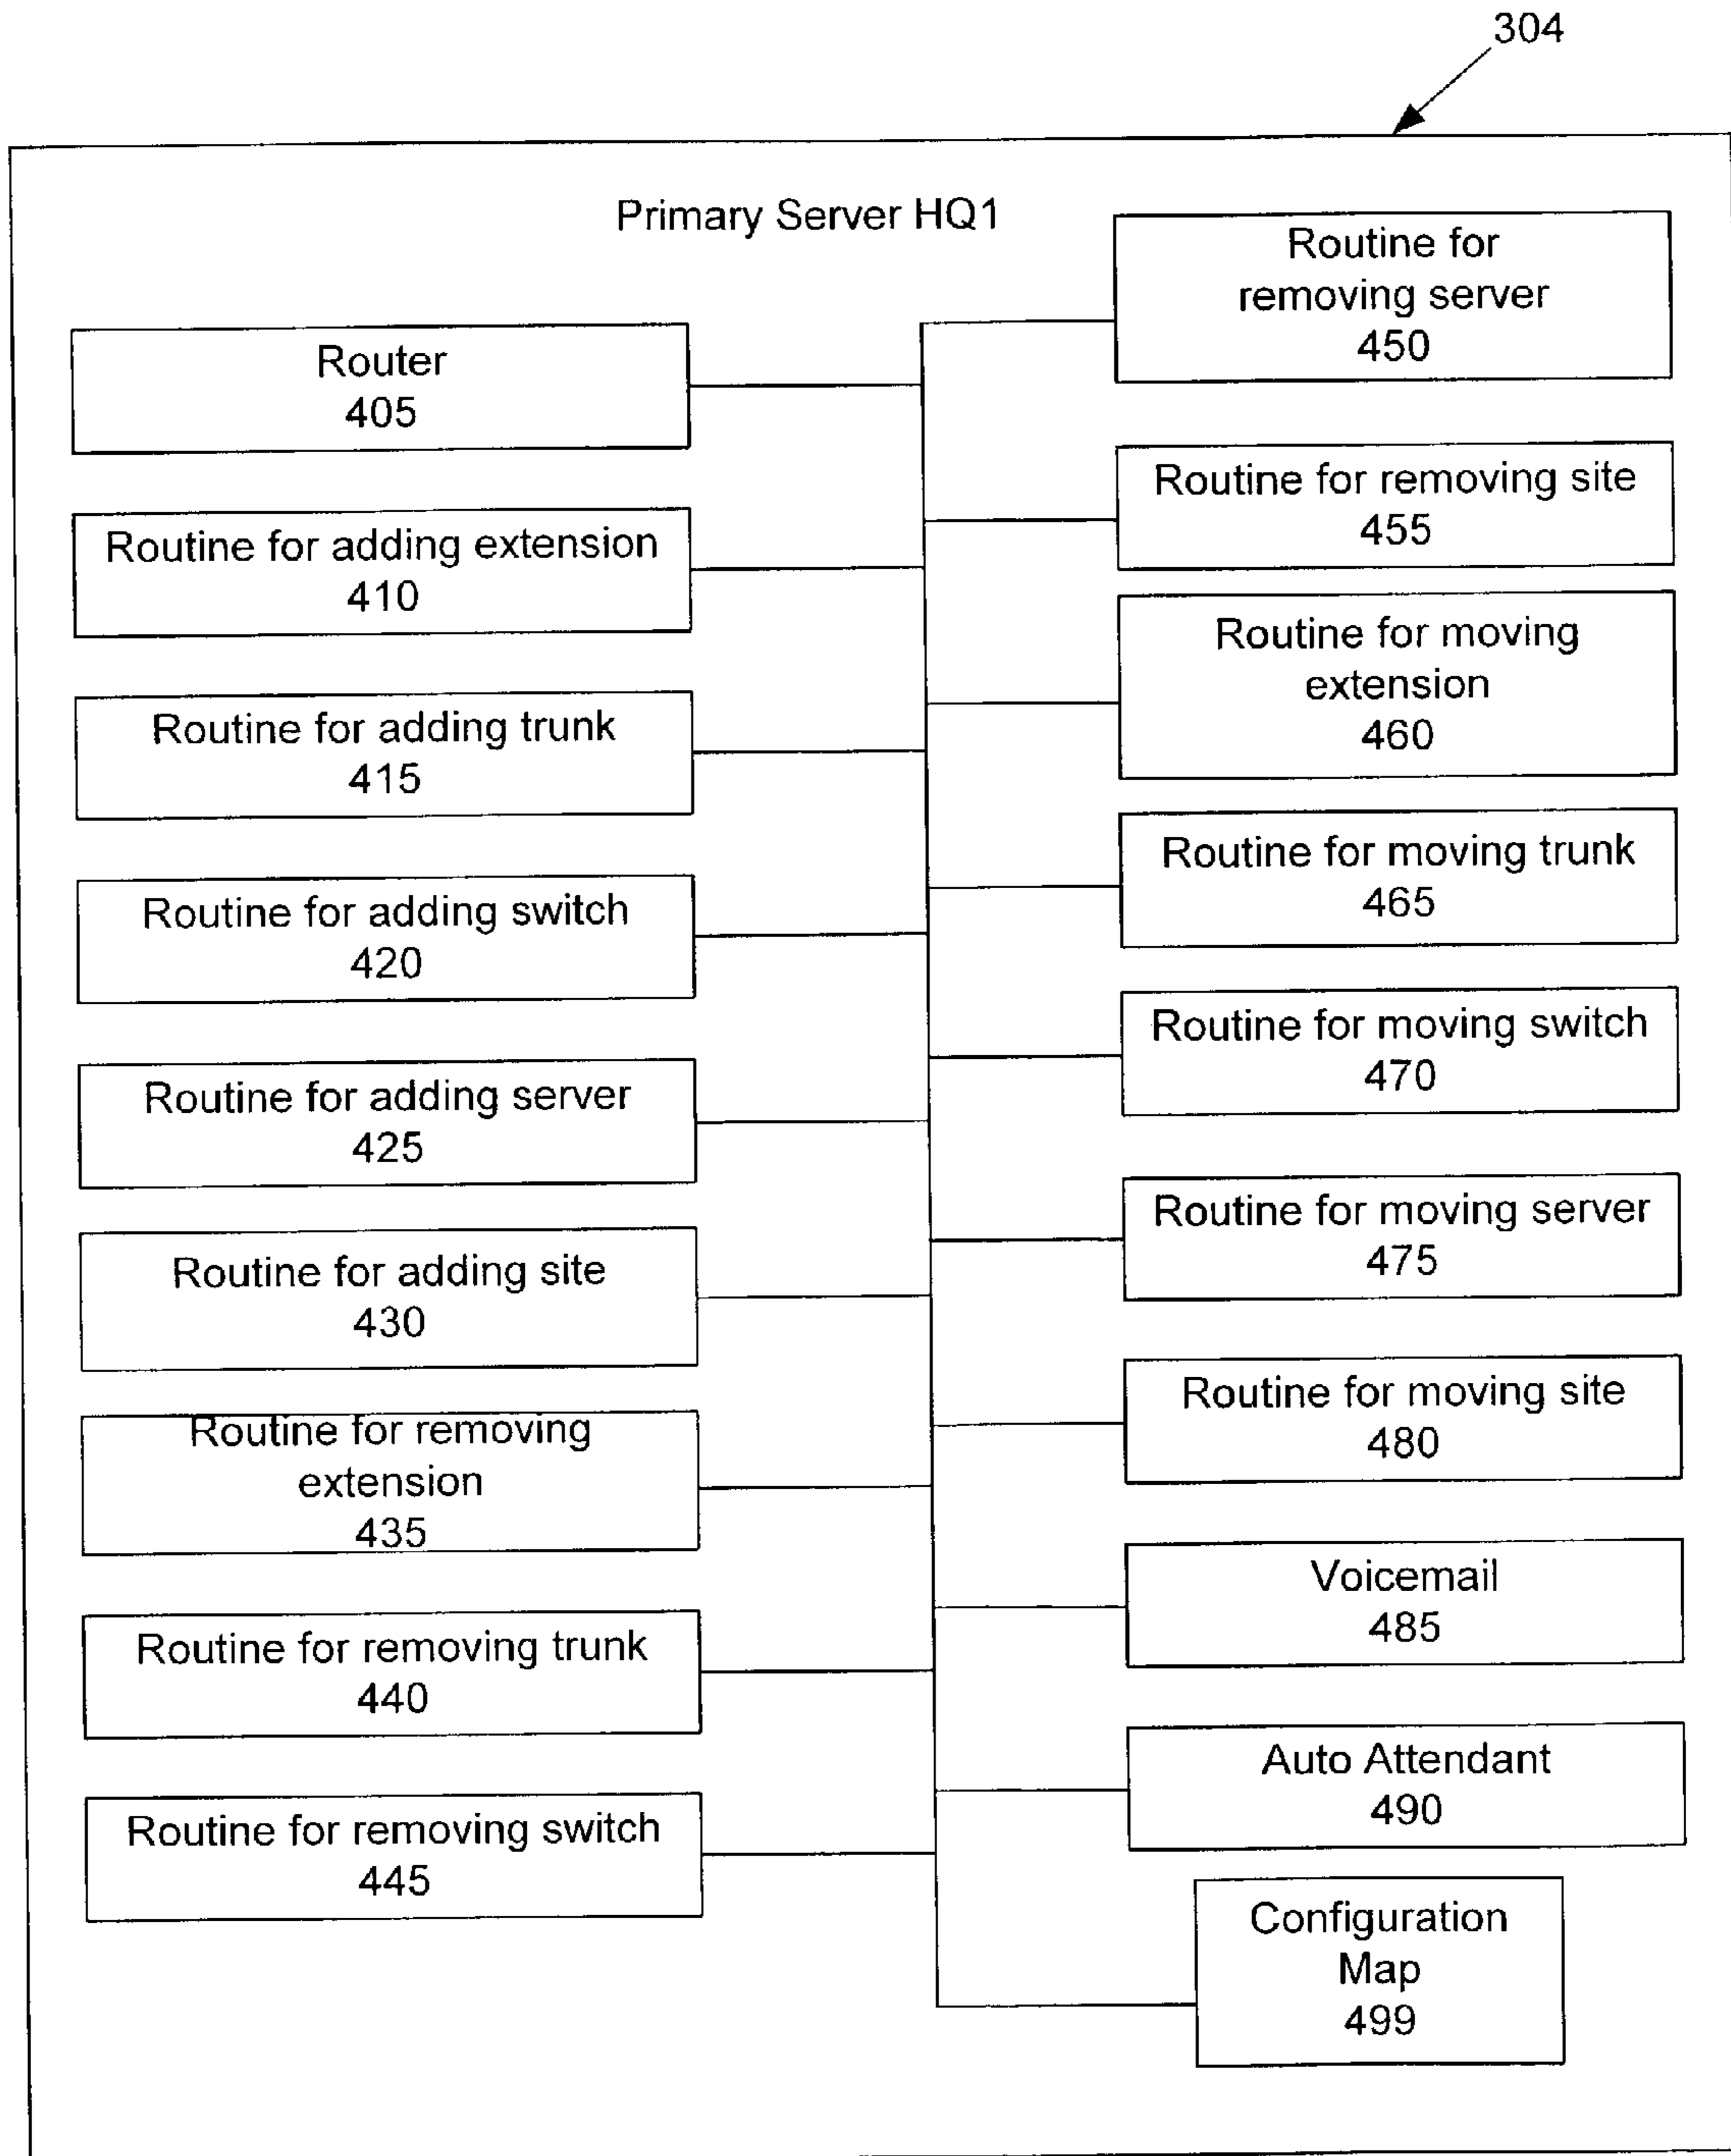 304
Primary Server HQ1
Router
405
Routine for adding extension
410
Routine for adding trunk
415
Routine for adding switch
420
Routine for adding server
425
Routine for adding site
430
Routine for removing
extension
435
Routine for removing trunk
440
Routine for removing switch
445
Routine for
removing server
450
Routine for removing site
455
Routine for moving
extension
460
Routine for moving trunk
465
Routine for moving switch
470
Routine for moving server
475
Routine for moving site
480
Voicemail
485
Auto Attendant
490
Configuration
Map
499